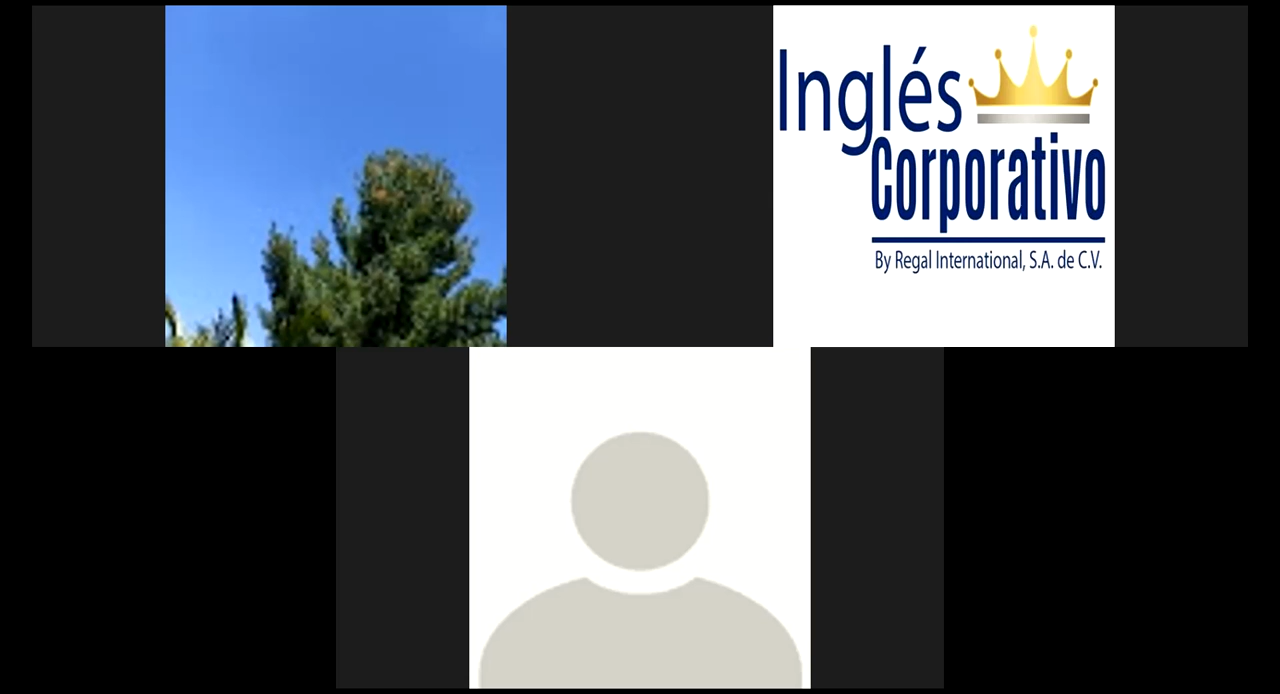 Inglés
Corporativo
By Regal International, S.A. de C.V.